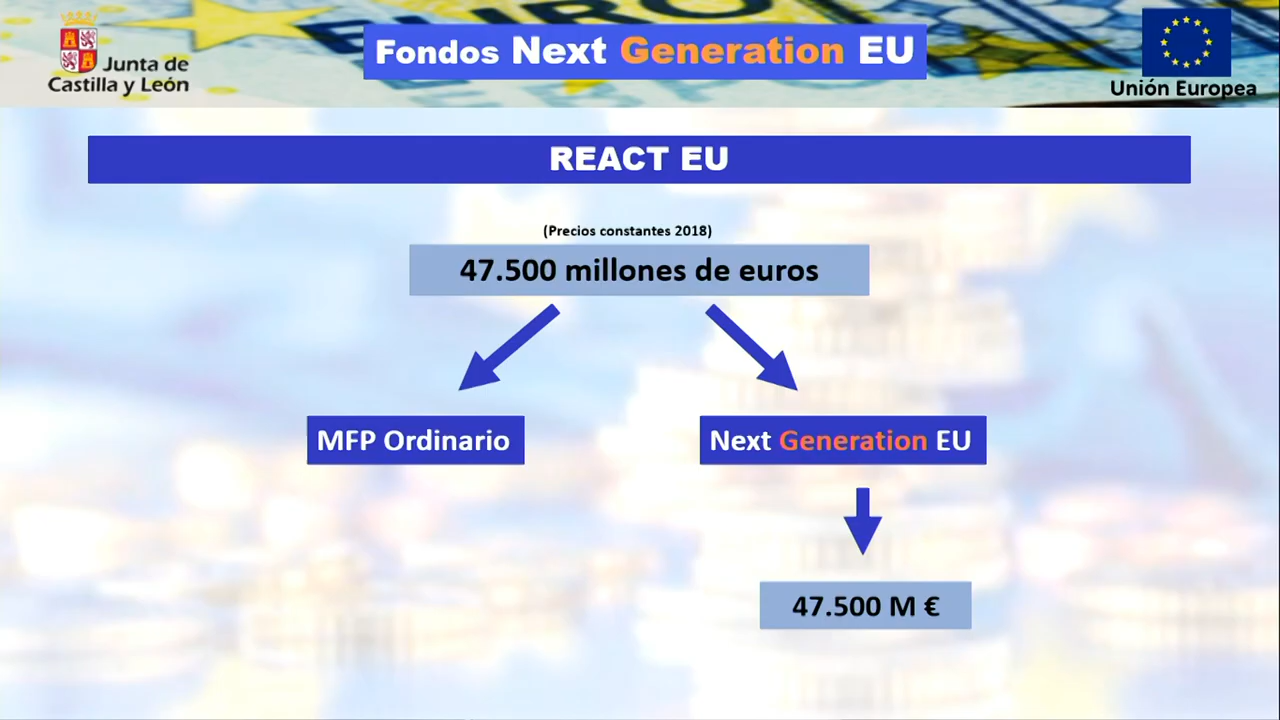 Junta de
Castilla y León
Fondos Next Generation EU
Unión Europea
REACT EU
(Precios constantes 2018)
47.500 millones de euros
MFP Ordinario
Next Generation EU
47.500 M €